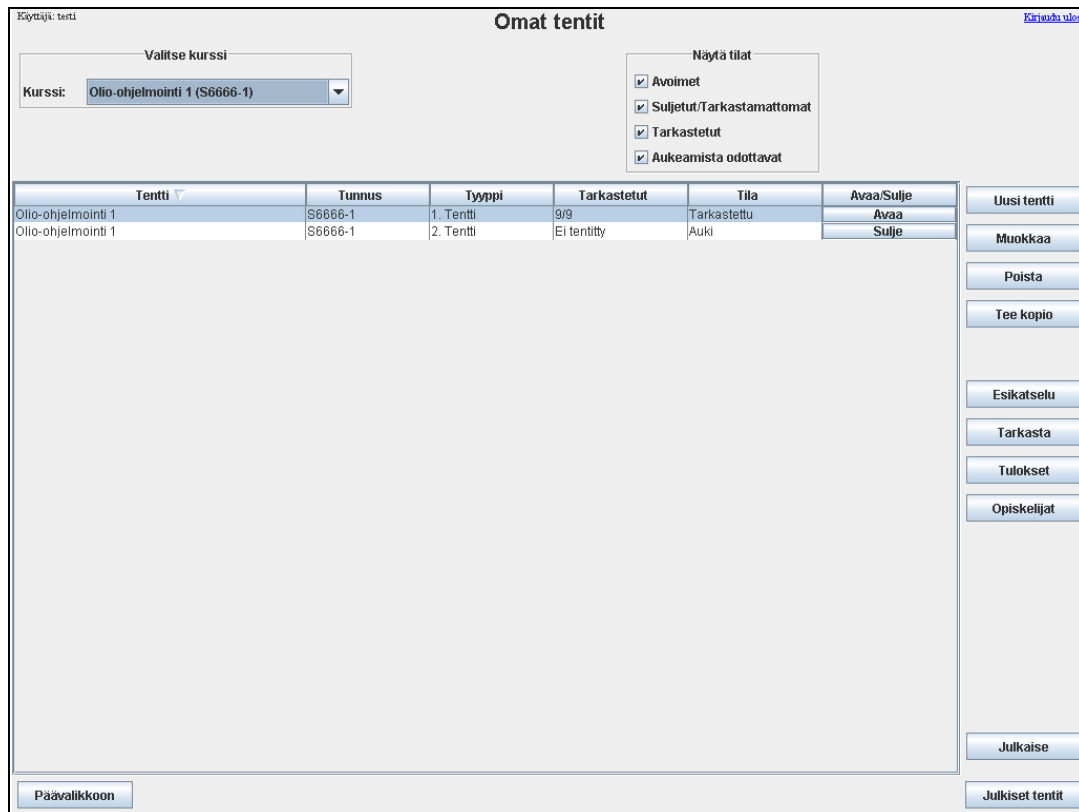 Käyttäjä: testi
Omat tentit
Kirjaudu ulos
Valitse kurssi
Kurssi: Olio-ohjelmointi 1 (S6666-1)
Näytä tilat
Avoimet
Suljetut/Tarkastamattomat
Tarkastetut
Aukeamista odottavat
Tentti Tunnus Tyyppi Tarkastetut Tila Avaa/Sulje
Olio-ohjelmointi 1 S6666-1 1. Tentti 9/9 Tarkastettu Avaa
Olio-ohjelmointi 1 S6666-1 2. Tentti Ei tentitty Auki Sulje
Uusi tentti
Muokkaa
Poista
Tee kopio
Esikatselu
Tarkasta
Tulokset
Opiskelijat
Julkaise
Päävalikkoon
Julkiset tentit